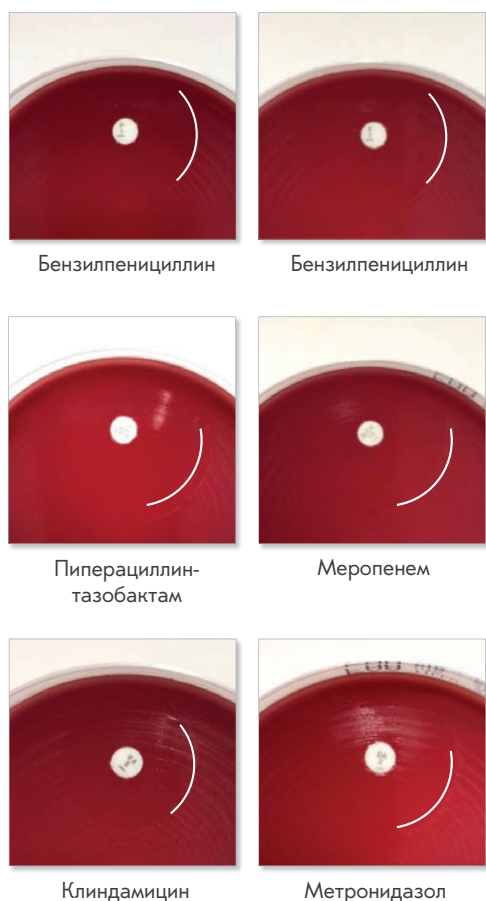 Бензилпенициллин
Бензилпенициллин
Пиперациллин-
тазобактам
Меропенем
Клиндамицин
Метронидазол